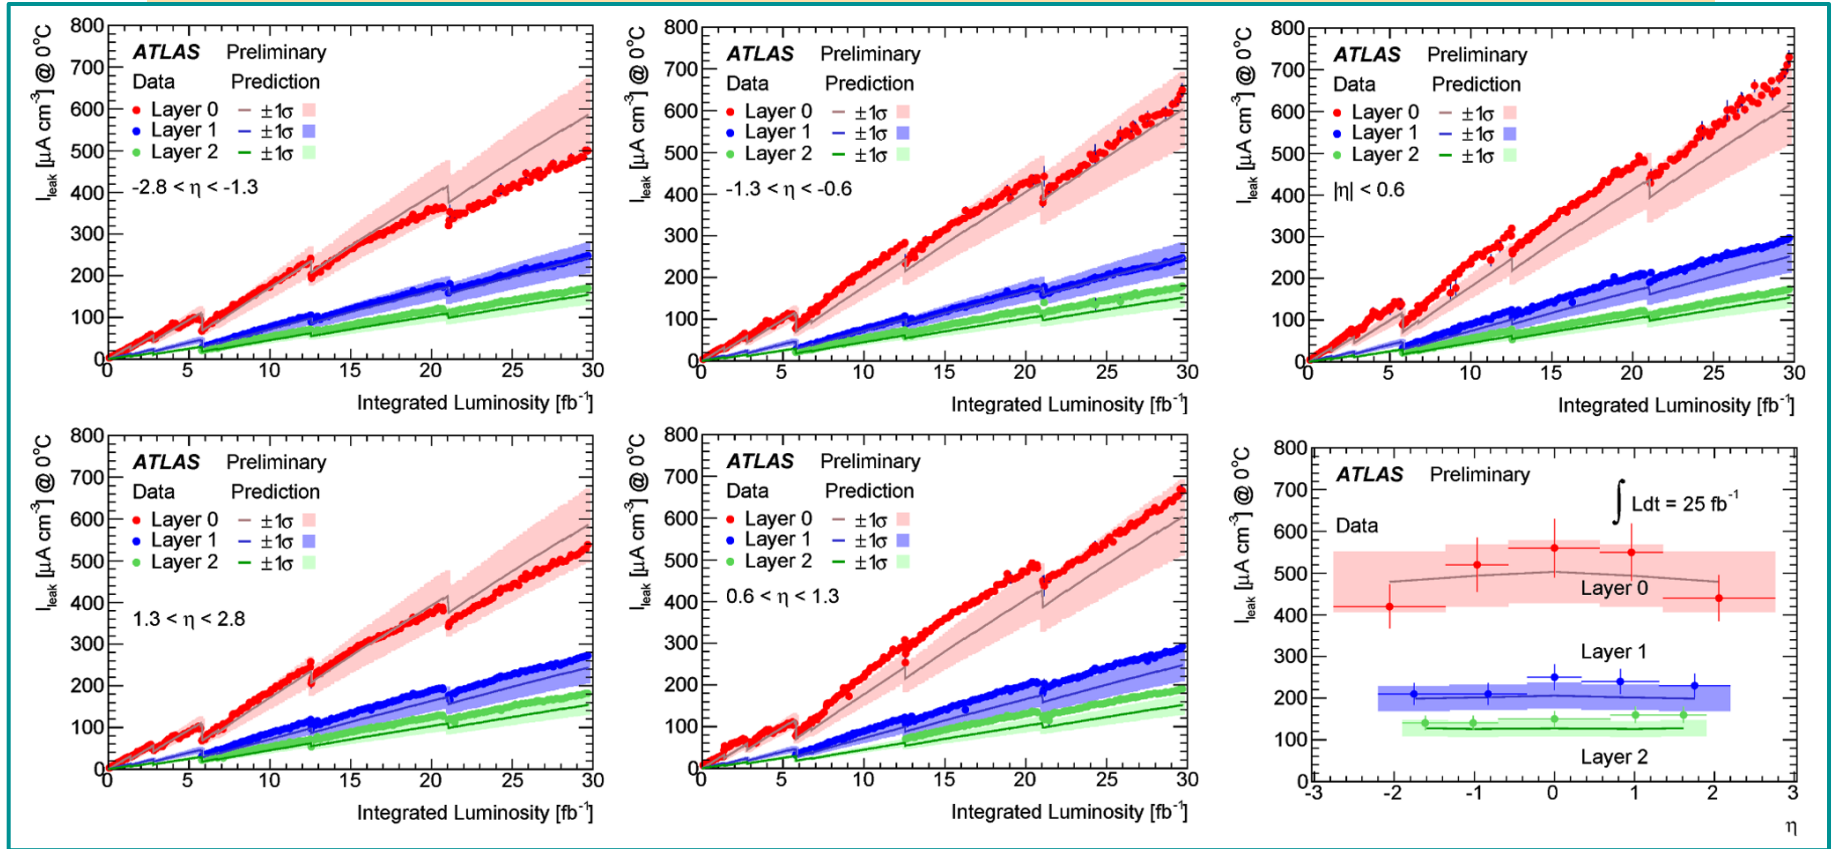 I_leak [μA cm⁻³] @ 0°C
800
700
600
500
400
300
200
100
0
ATLAS Preliminary
Data Prediction
Layer 0 ±1σ
Layer 1 ±1σ
Layer 2 ±1σ
-2.8 < η < -1.3
0 5 10 15 20 25 30
Integrated Luminosity [fb⁻¹]
I_leak [μA cm⁻³] @ 0°C
800
700
600
500
400
300
200
100
0
ATLAS Preliminary
Data Prediction
Layer 0 ±1σ
Layer 1 ±1σ
Layer 2 ±1σ
-1.3 < η < -0.6
0 5 10 15 20 25 30
Integrated Luminosity [fb⁻¹]
I_leak [μA cm⁻³] @ 0°C
800
700
600
500
400
300
200
100
0
ATLAS Preliminary
Data Prediction
Layer 0 ±1σ
Layer 1 ±1σ
Layer 2 ±1σ
|η| < 0.6
0 5 10 15 20 25 30
Integrated Luminosity [fb⁻¹]
I_leak [μA cm⁻³] @ 0°C
800
700
600
500
400
300
200
100
0
ATLAS Preliminary
Data Prediction
Layer 0 ±1σ
Layer 1 ±1σ
Layer 2 ±1σ
1.3 < η < 2.8
0 5 10 15 20 25 30
Integrated Luminosity [fb⁻¹]
I_leak [μA cm⁻³] @ 0°C
800
700
600
500
400
300
200
100
0
ATLAS Preliminary
Data Prediction
Layer 0 ±1σ
Layer 1 ±1σ
Layer 2 ±1σ
0.6 < η < 1.3
0 5 10 15 20 25 30
Integrated Luminosity [fb⁻¹]
I_leak [μA cm⁻³] @ 0°C
800
700
600
500
400
300
200
100
0
ATLAS Preliminary
∫ Ldt = 25 fb⁻¹
Data
Layer 0
Layer 1
Layer 2
-3 -2 -1 0 1 2 3
η